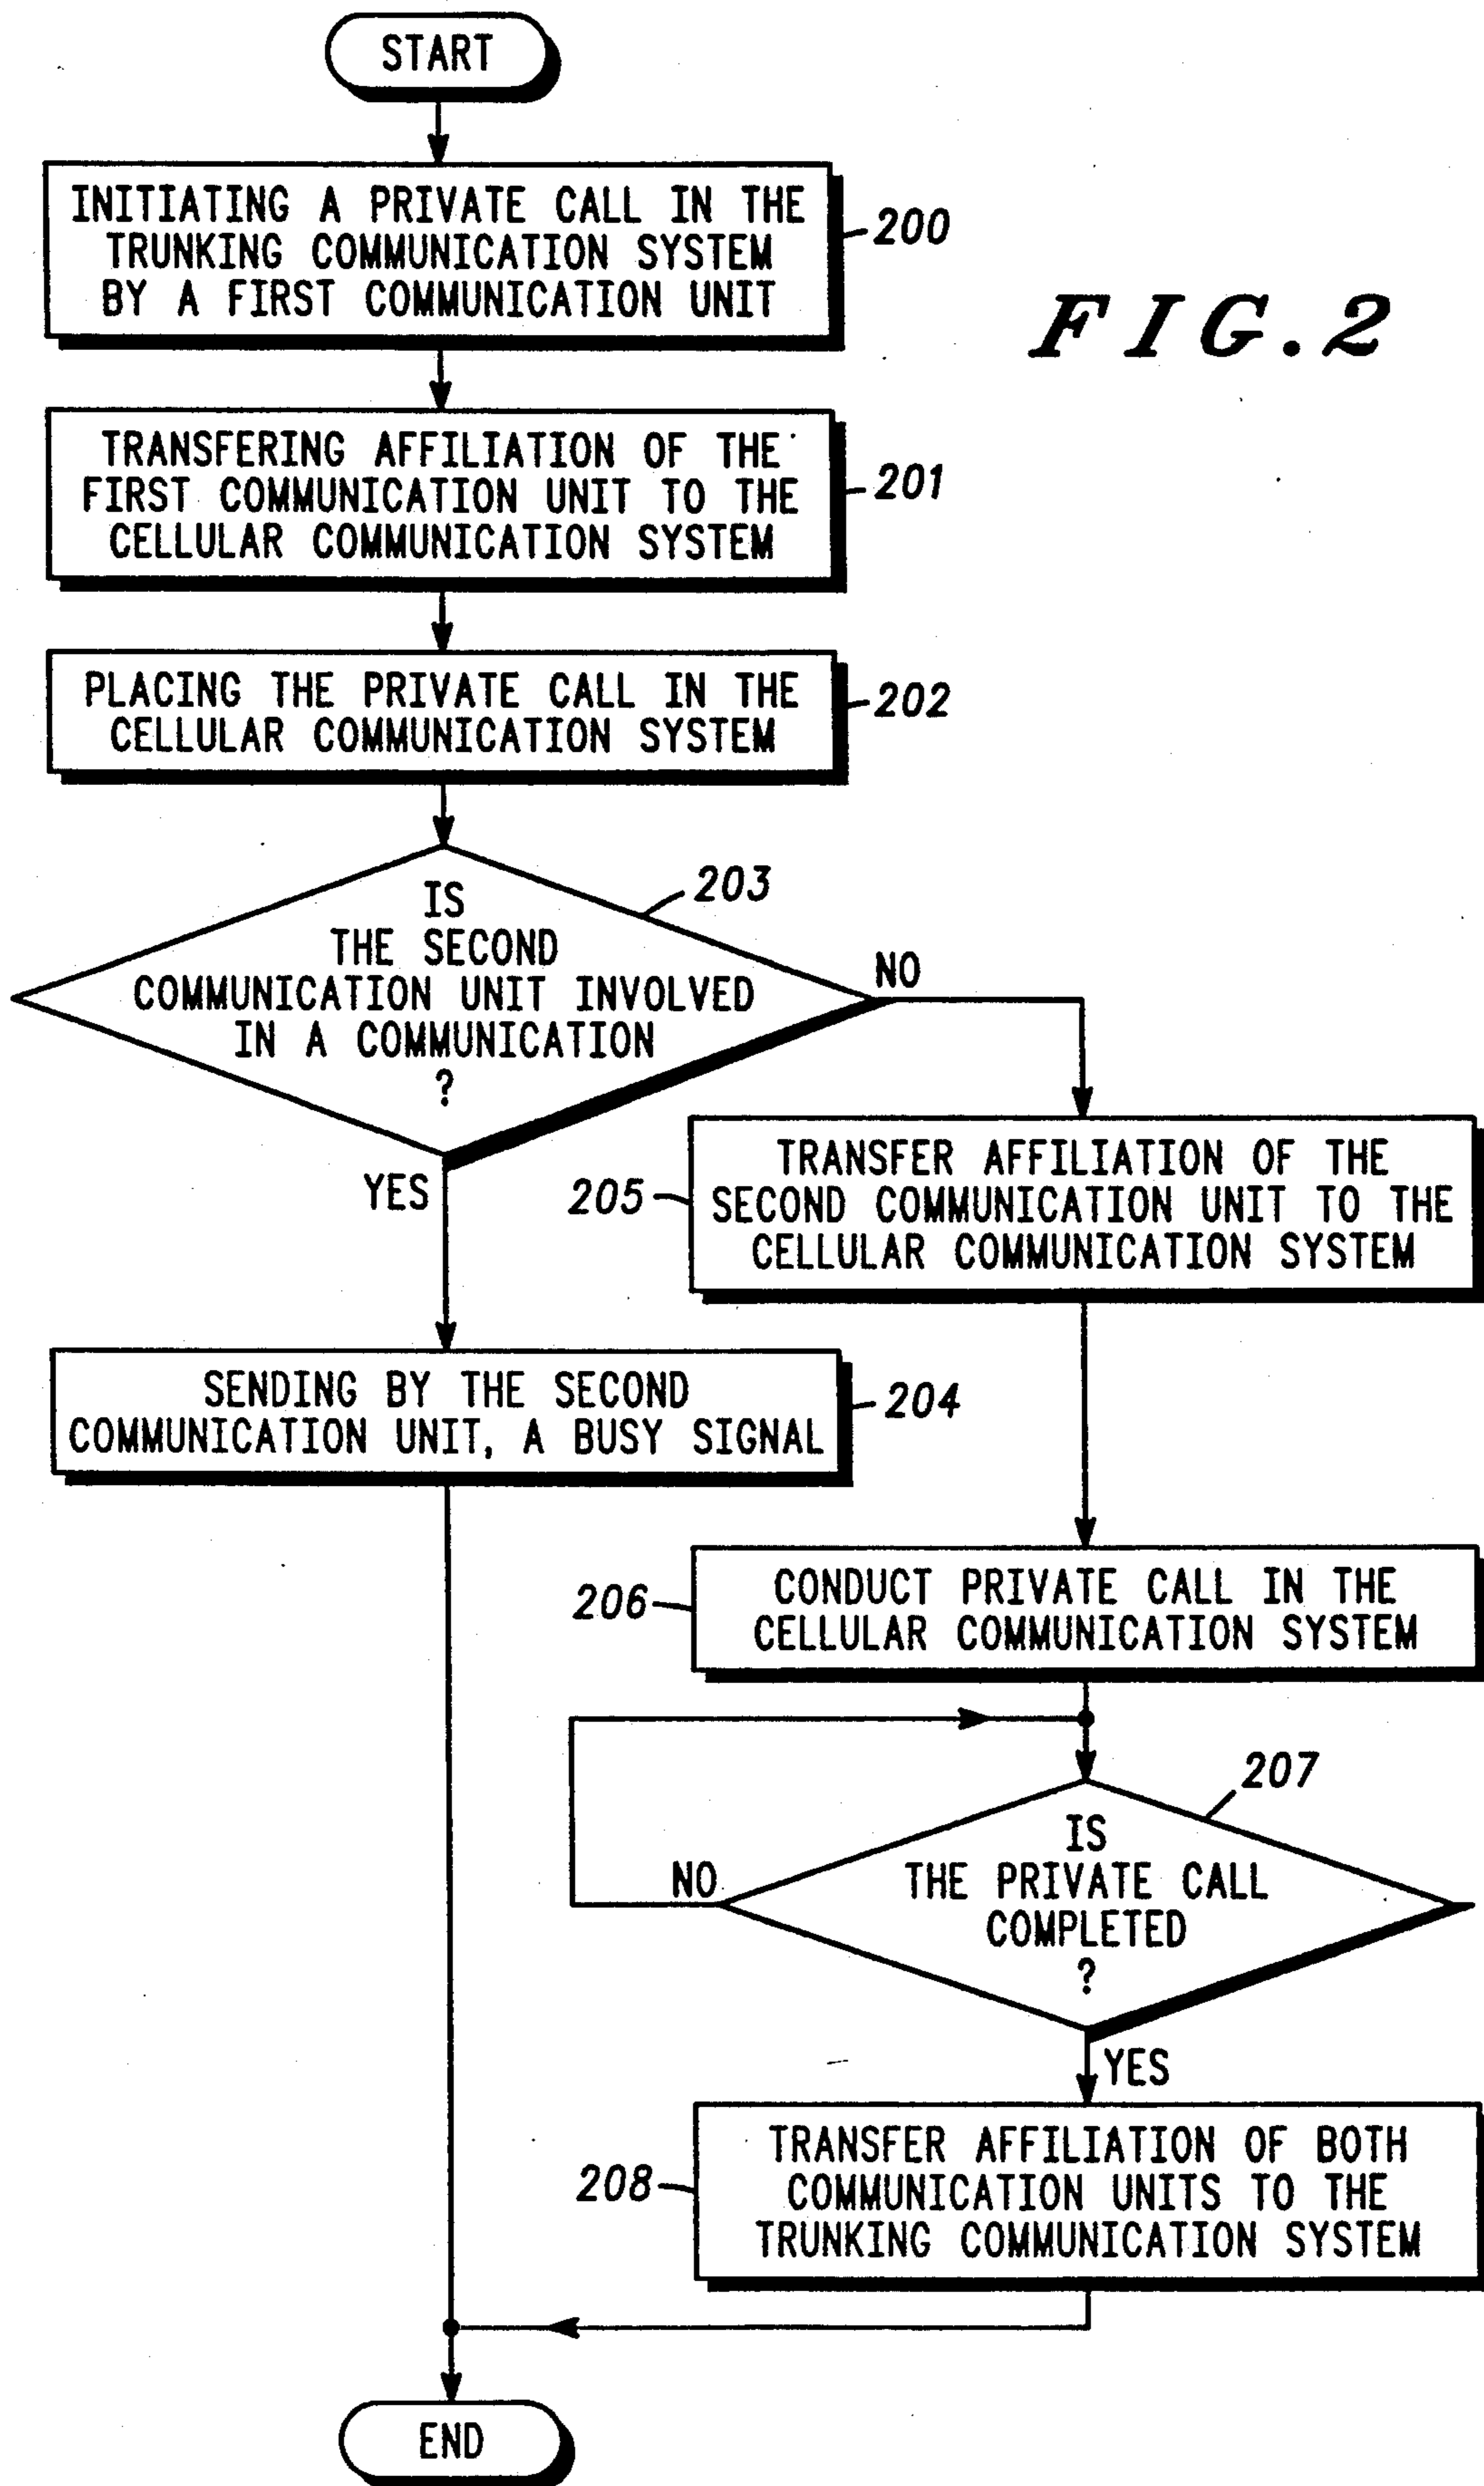 START
INITIATING A PRIVATE CALL IN THE
TRUNKING COMMUNICATION SYSTEM
BY A FIRST COMMUNICATION UNIT
200
FIG.2
TRANSFERING AFFILIATION OF THE
FIRST COMMUNICATION UNIT TO THE
CELLULAR COMMUNICATION SYSTEM
201
PLACING THE PRIVATE CALL IN THE
CELLULAR COMMUNICATION SYSTEM
202
IS
THE SECOND
COMMUNICATION UNIT INVOLVED
IN A COMMUNICATION
?
203
NO
YES
205
TRANSFER AFFILIATION OF THE
SECOND COMMUNICATION UNIT TO THE
CELLULAR COMMUNICATION SYSTEM
SENDING BY THE SECOND
COMMUNICATION UNIT, A BUSY SIGNAL
204
206
CONDUCT PRIVATE CALL IN THE
CELLULAR COMMUNICATION SYSTEM
207
IS
THE PRIVATE CALL
COMPLETED
?
NO
YES
208
TRANSFER AFFILIATION OF BOTH
COMMUNICATION UNITS TO THE
TRUNKING COMMUNICATION SYSTEM
END